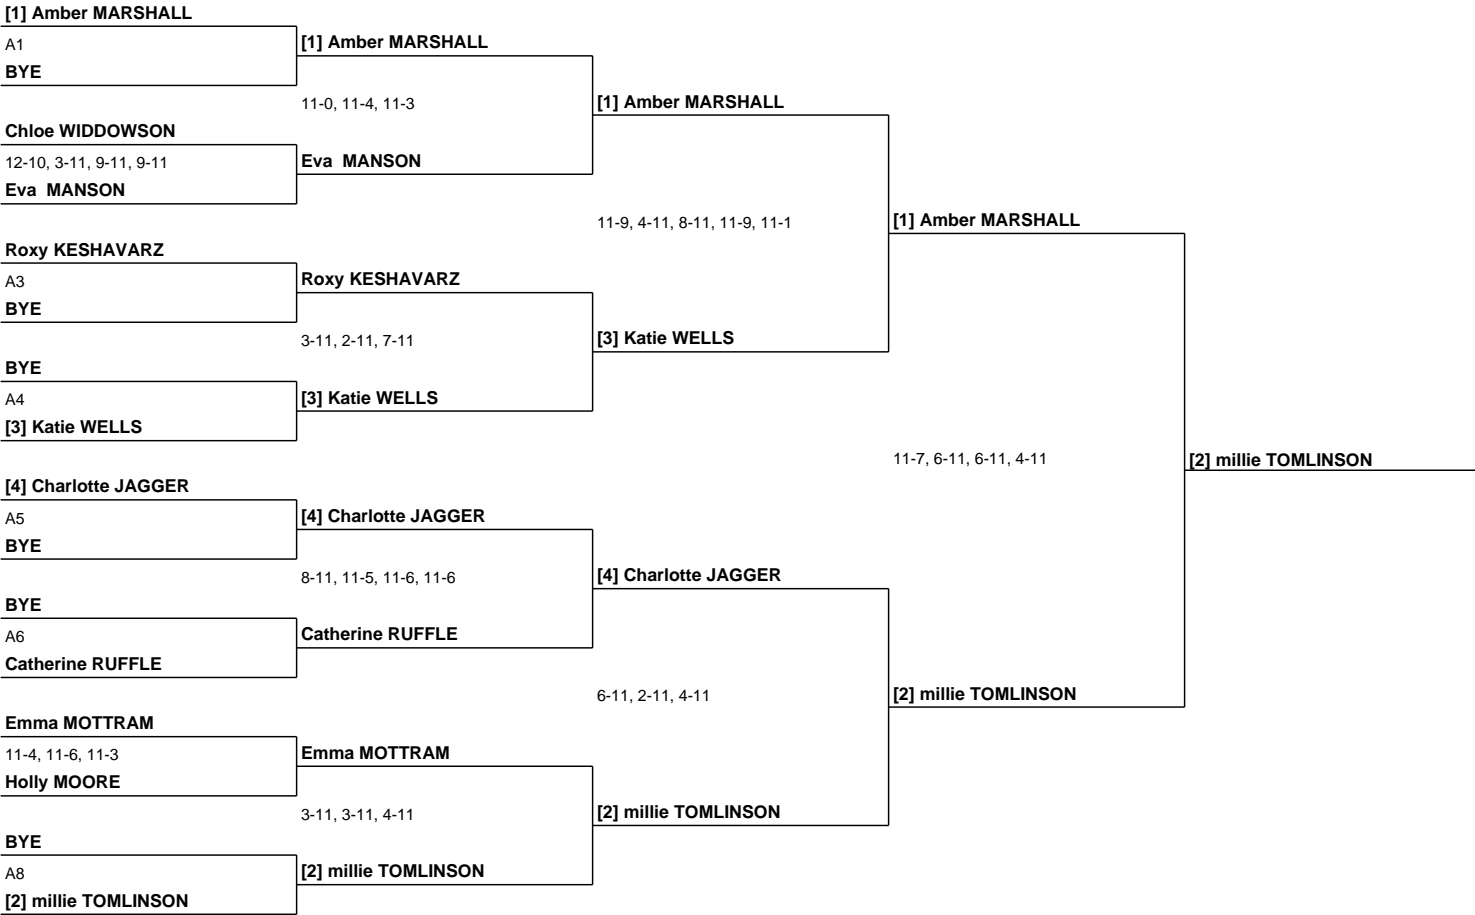 [1] Amber MARSHALL
A1
BYE
Chloe WIDDOWSON
12-10, 3-11, 9-11, 9-11
Eva  MANSON
Roxy KESHAVARZ
A3
BYE
BYE
A4
[3] Katie WELLS
[4] Charlotte JAGGER
A5
BYE
BYE
A6
Catherine RUFFLE
Emma MOTTRAM
11-4, 11-6, 11-3
Holly MOORE
BYE
A8
[2] millie TOMLINSON
[1] Amber MARSHALL
11-0, 11-4, 11-3
Eva  MANSON
Roxy KESHAVARZ
3-11, 2-11, 7-11
[3] Katie WELLS
[4] Charlotte JAGGER
8-11, 11-5, 11-6, 11-6
Catherine RUFFLE
Emma MOTTRAM
3-11, 3-11, 4-11
[2] millie TOMLINSON
[1] Amber MARSHALL
11-9, 4-11, 8-11, 11-9, 11-1
[3] Katie WELLS
[4] Charlotte JAGGER
6-11, 2-11, 4-11
[2] millie TOMLINSON
[1] Amber MARSHALL
11-7, 6-11, 6-11, 4-11
[2] millie TOMLINSON
[2] millie TOMLINSON